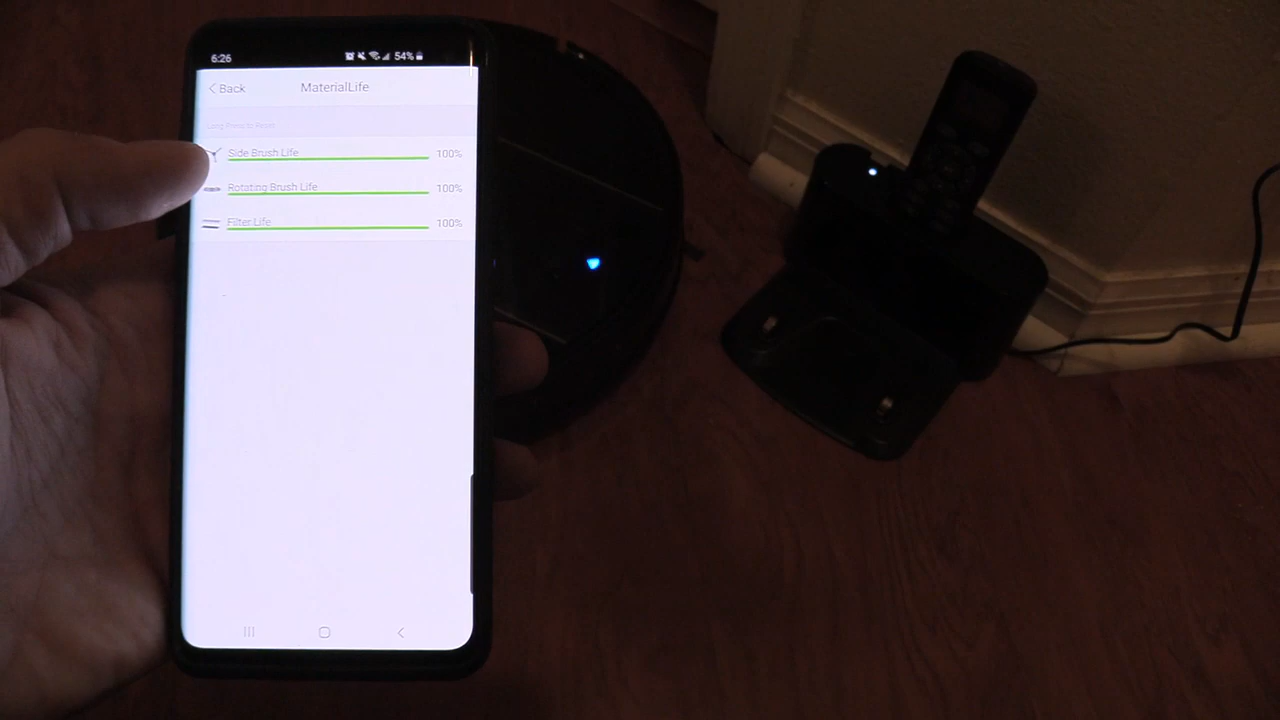 6:26 54%
Back MaterialLife
Long Press to Reset
Side Brush Life 100%
Rotating Brush Life 100%
Filter Life 100%